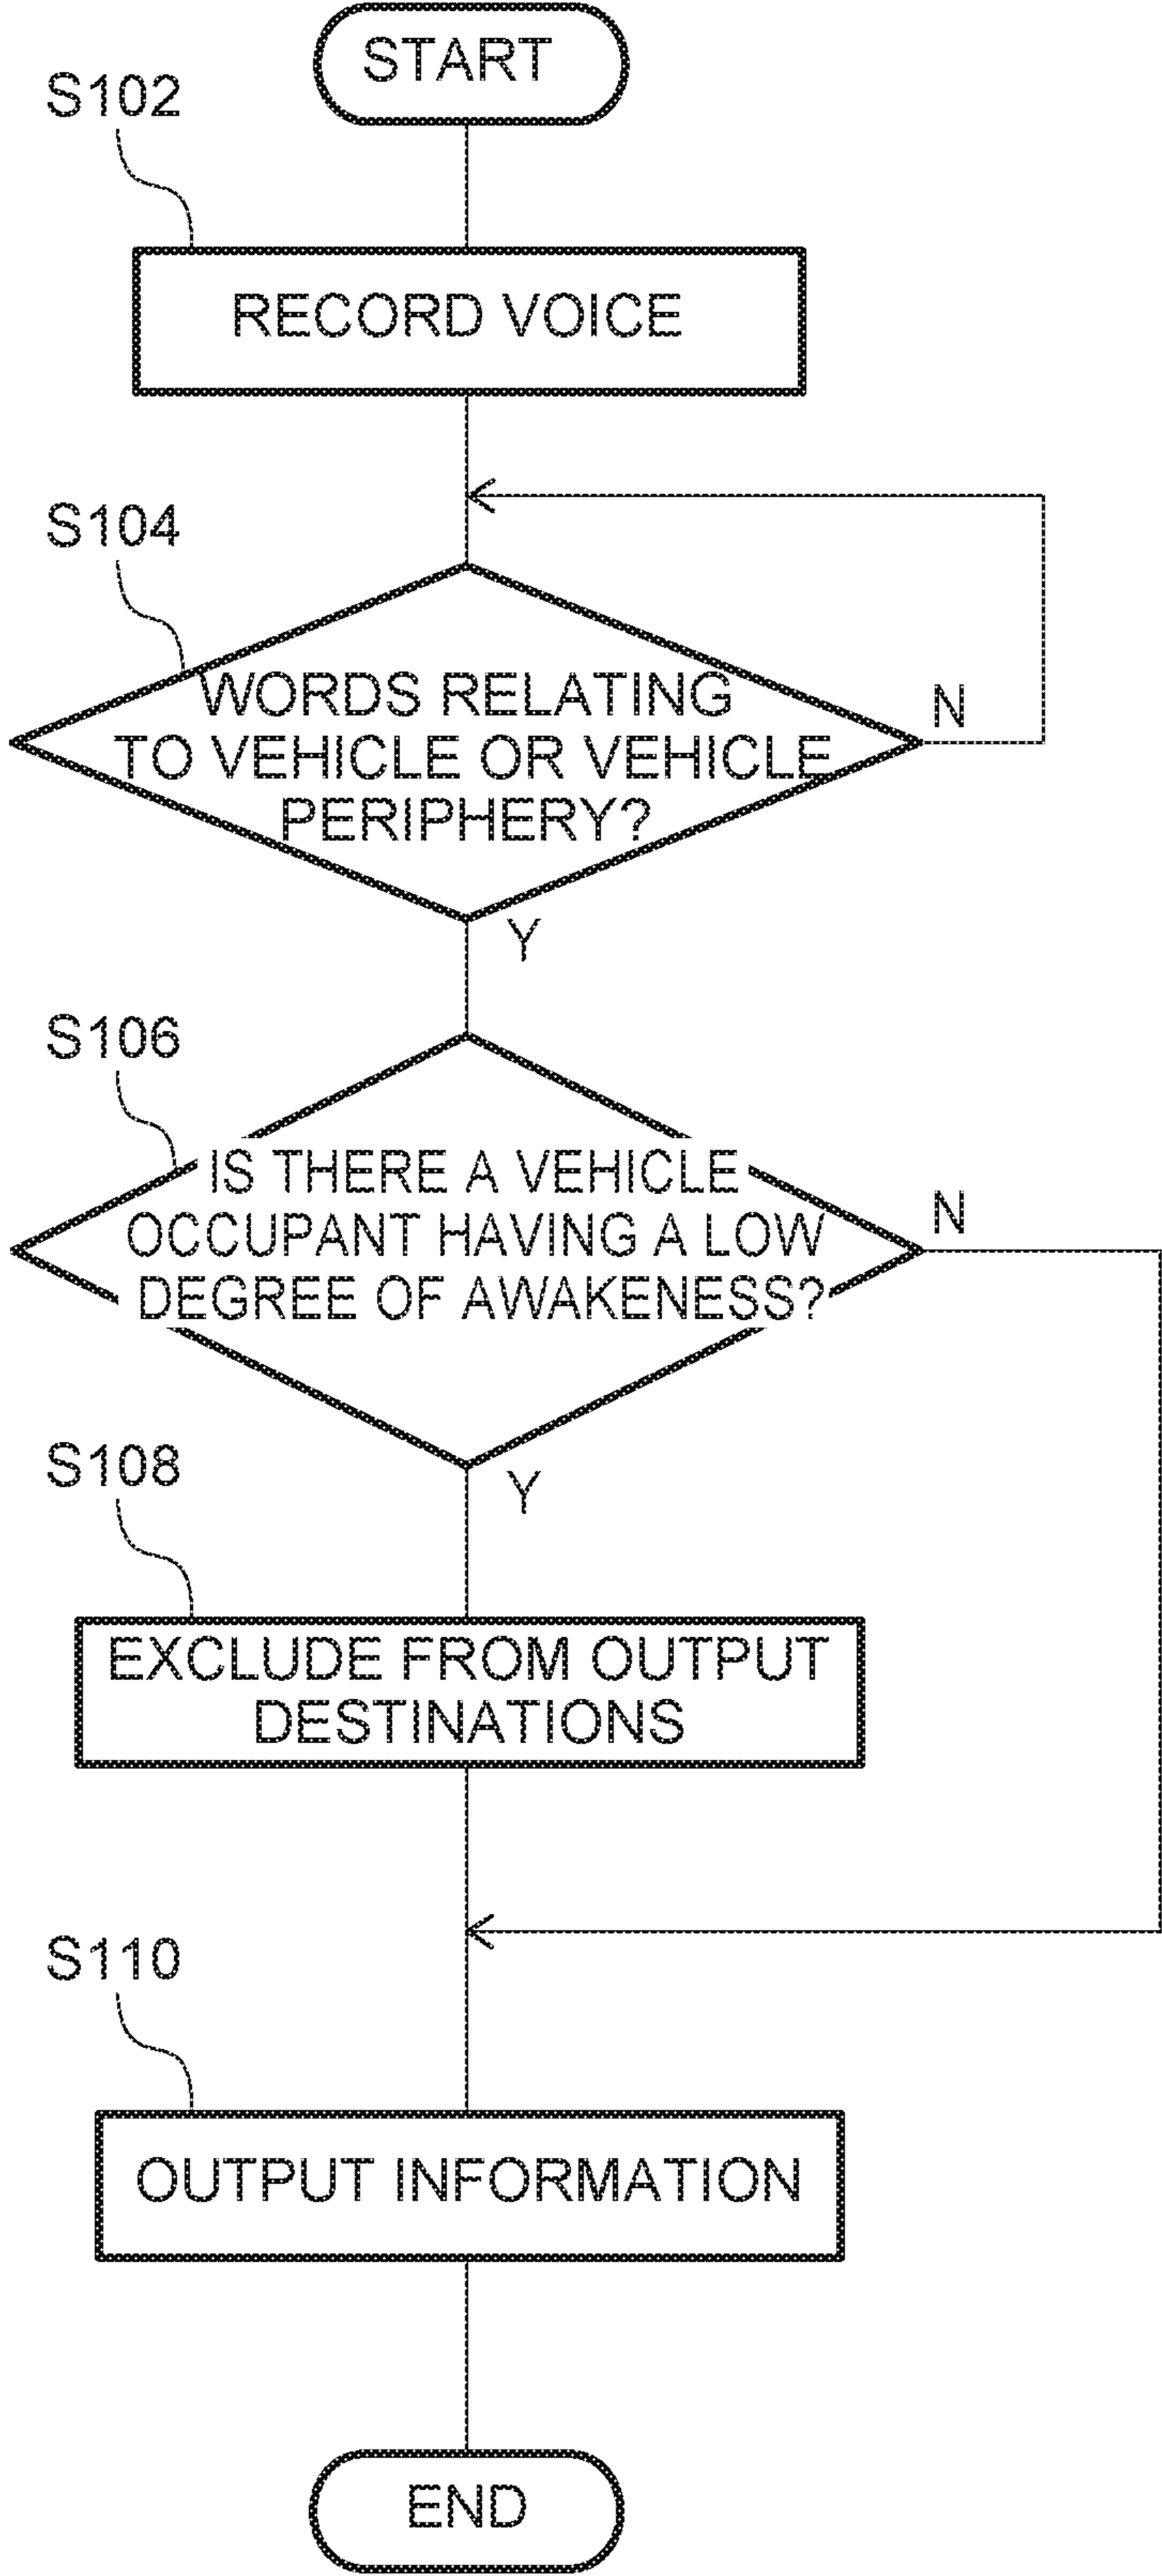 START
S102
RECORD VOICE
S104
WORDS RELATING
TO VEHICLE OR VEHICLE
PERIPHERY?
N
Y
S106
IS THERE A VEHICLE
OCCUPANT HAVING A LOW
DEGREE OF AWAKENESS?
N
Y
S108
EXCLUDE FROM OUTPUT
DESTINATIONS
S110
OUTPUT INFORMATION
END